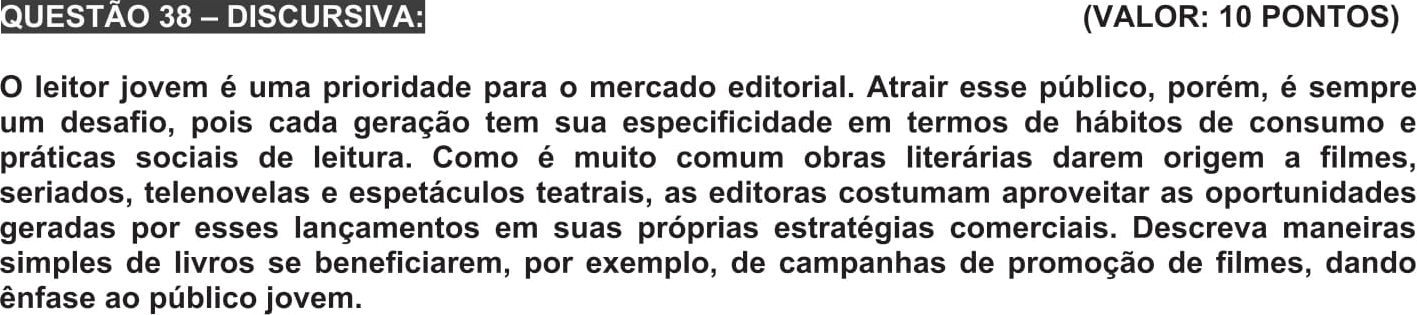 QUESTÃO 38 – DISCURSIVA: (VALOR: 10 PONTOS)
O leitor jovem é uma prioridade para o mercado editorial. Atrair esse público, porém, é sempre
um desafio, pois cada geração tem sua especificidade em termos de hábitos de consumo e
práticas sociais de leitura. Como é muito comum obras literárias darem origem a filmes,
seriados, telenovelas e espetáculos teatrais, as editoras costumam aproveitar as oportunidades
geradas por esses lançamentos em suas próprias estratégias comerciais. Descreva maneiras
simples de livros se beneficiarem, por exemplo, de campanhas de promoção de filmes, dando
ênfase ao público jovem.